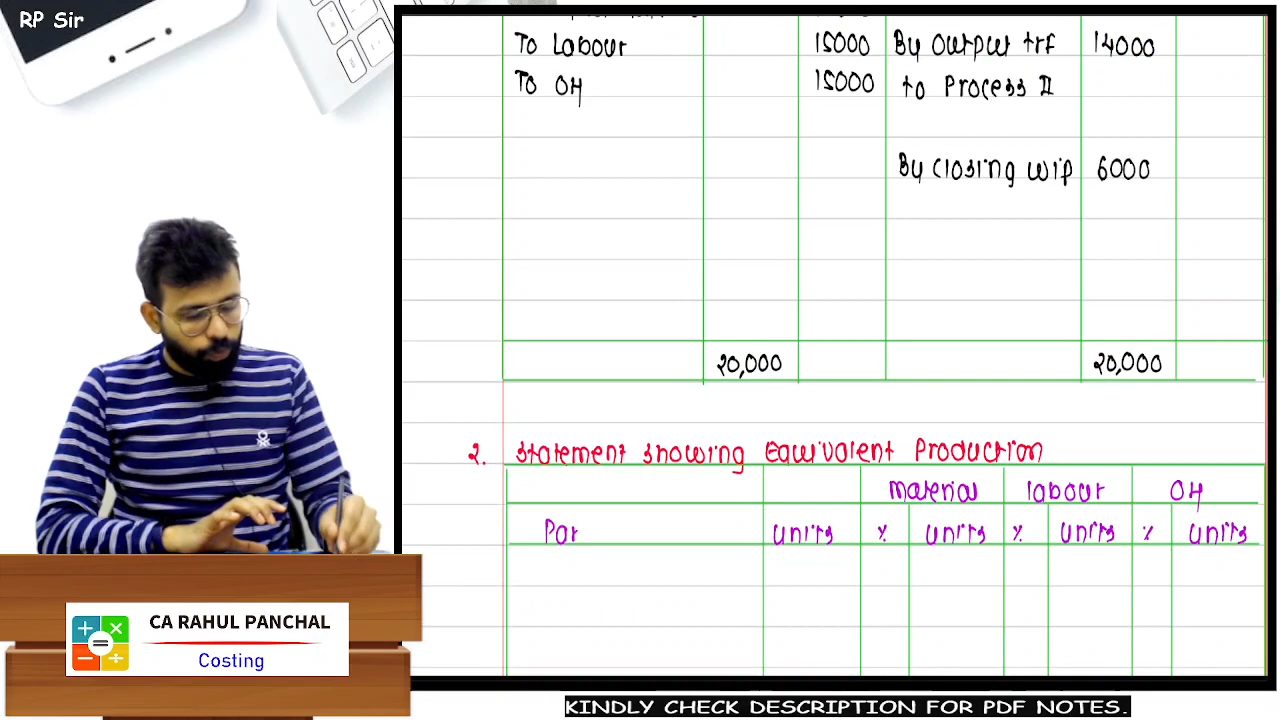 RP Sir
To Labour 15000 By Output trf 14000
To OH 15000 to Process II
By Closing wip 6000
20,000 20,000
2. Statement showing Equivalent Production
Material Labour OH
Par Units % Units % Units % Units
CA RAHUL PANCHAL
Costing
KINDLY CHECK DESCRIPTION FOR PDF NOTES.